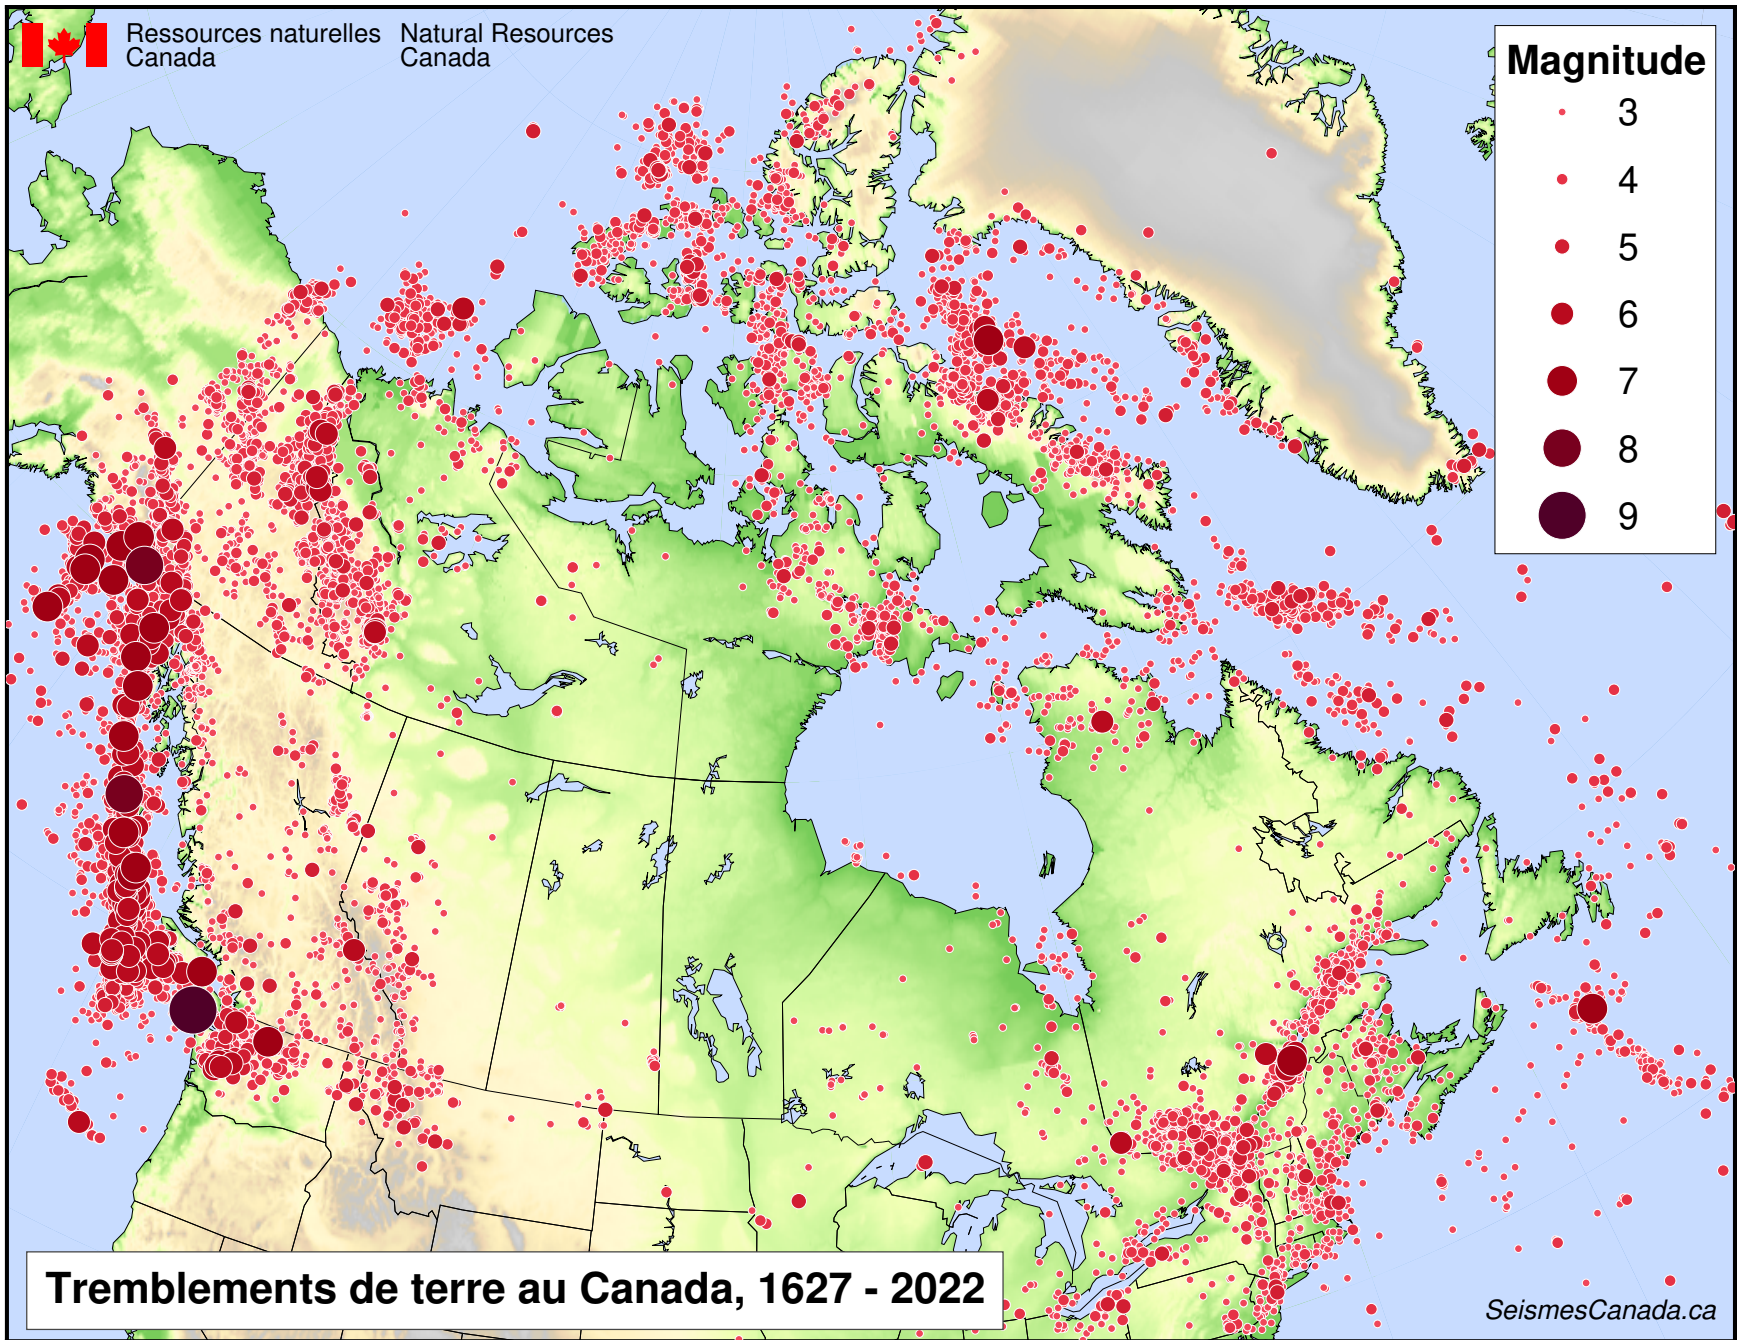 Ressources naturelles
Canada
Natural Resources
Canada
Magnitude
3
4
5
6
7
8
9
Tremblements de terre au Canada, 1627 - 2022
SeismesCanada.ca